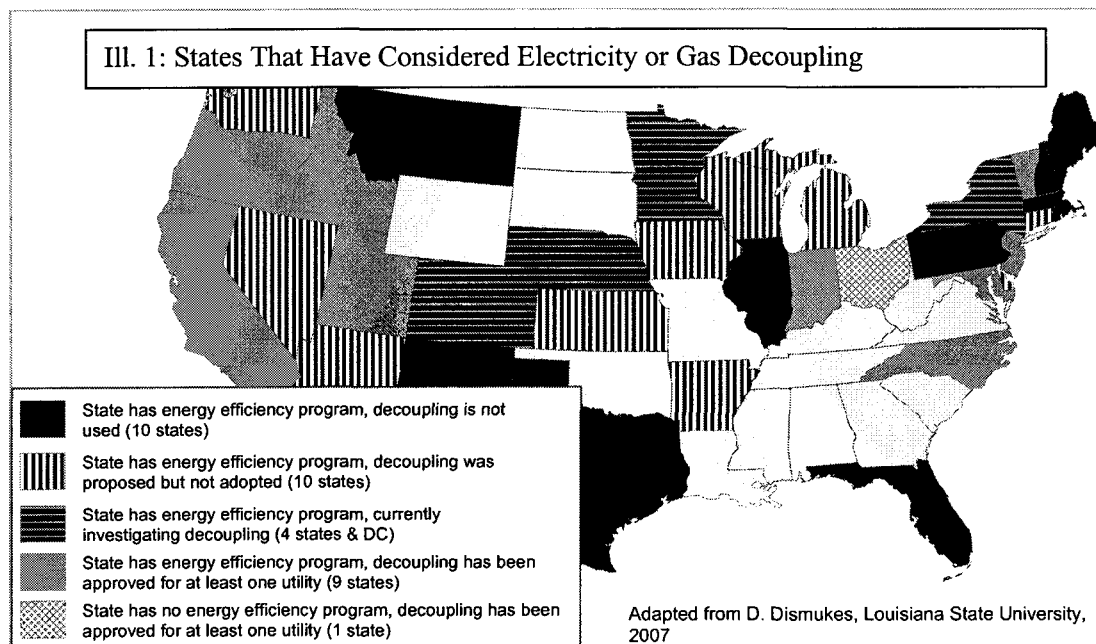 Ill. 1: States That Have Considered Electricity or Gas Decoupling
State has energy efficiency program, decoupling is not
used (10 states)
State has energy efficiency program, decoupling was
proposed but not adopted (10 states)
State has energy efficiency program, currently
investigating decoupling (4 states & DC)
State has energy efficiency program, decoupling has been
approved for at least one utility (9 states)
State has no energy efficiency program, decoupling has been
approved for at least one utility (1 state)
Adapted from D. Dismukes, Louisiana State University,
2007